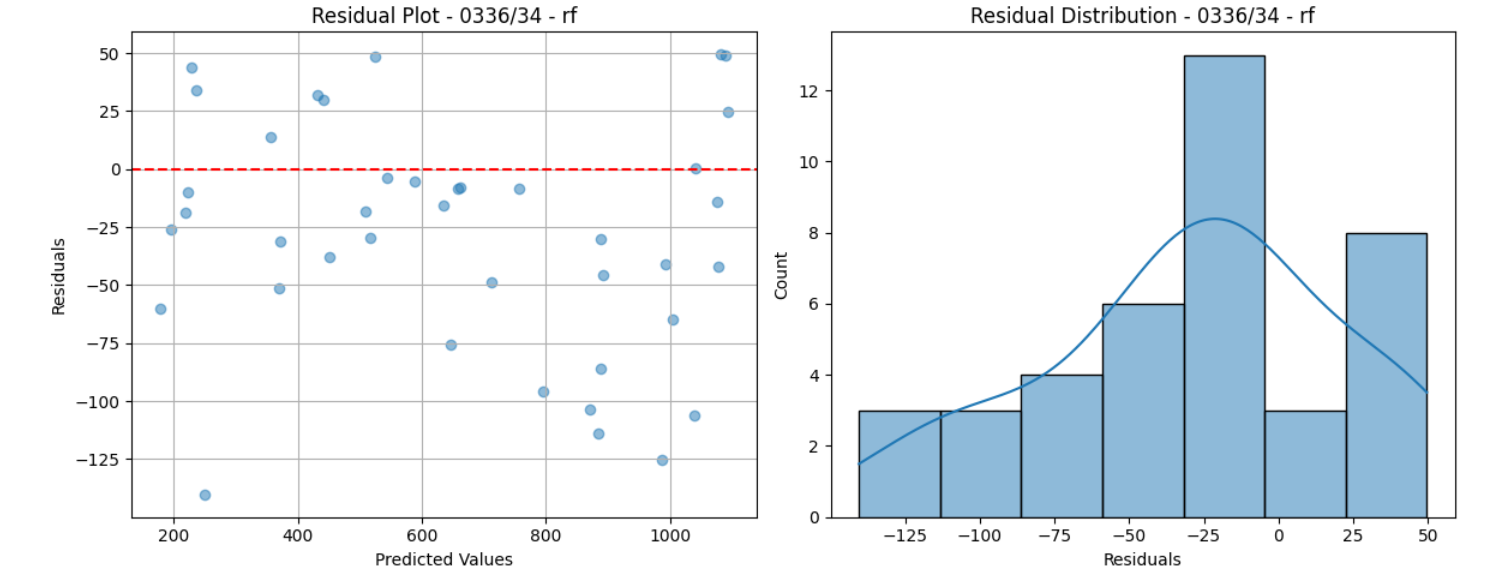 Residual Plot - 0336/34 - rf
50
25
0
−25
−50
−75
−100
−125
Residuals
200 400 600 800 1000
Predicted Values
Residual Distribution - 0336/34 - rf
12
10
8
6
4
2
0
Count
−125 −100 −75 −50 −25 0 25 50
Residuals